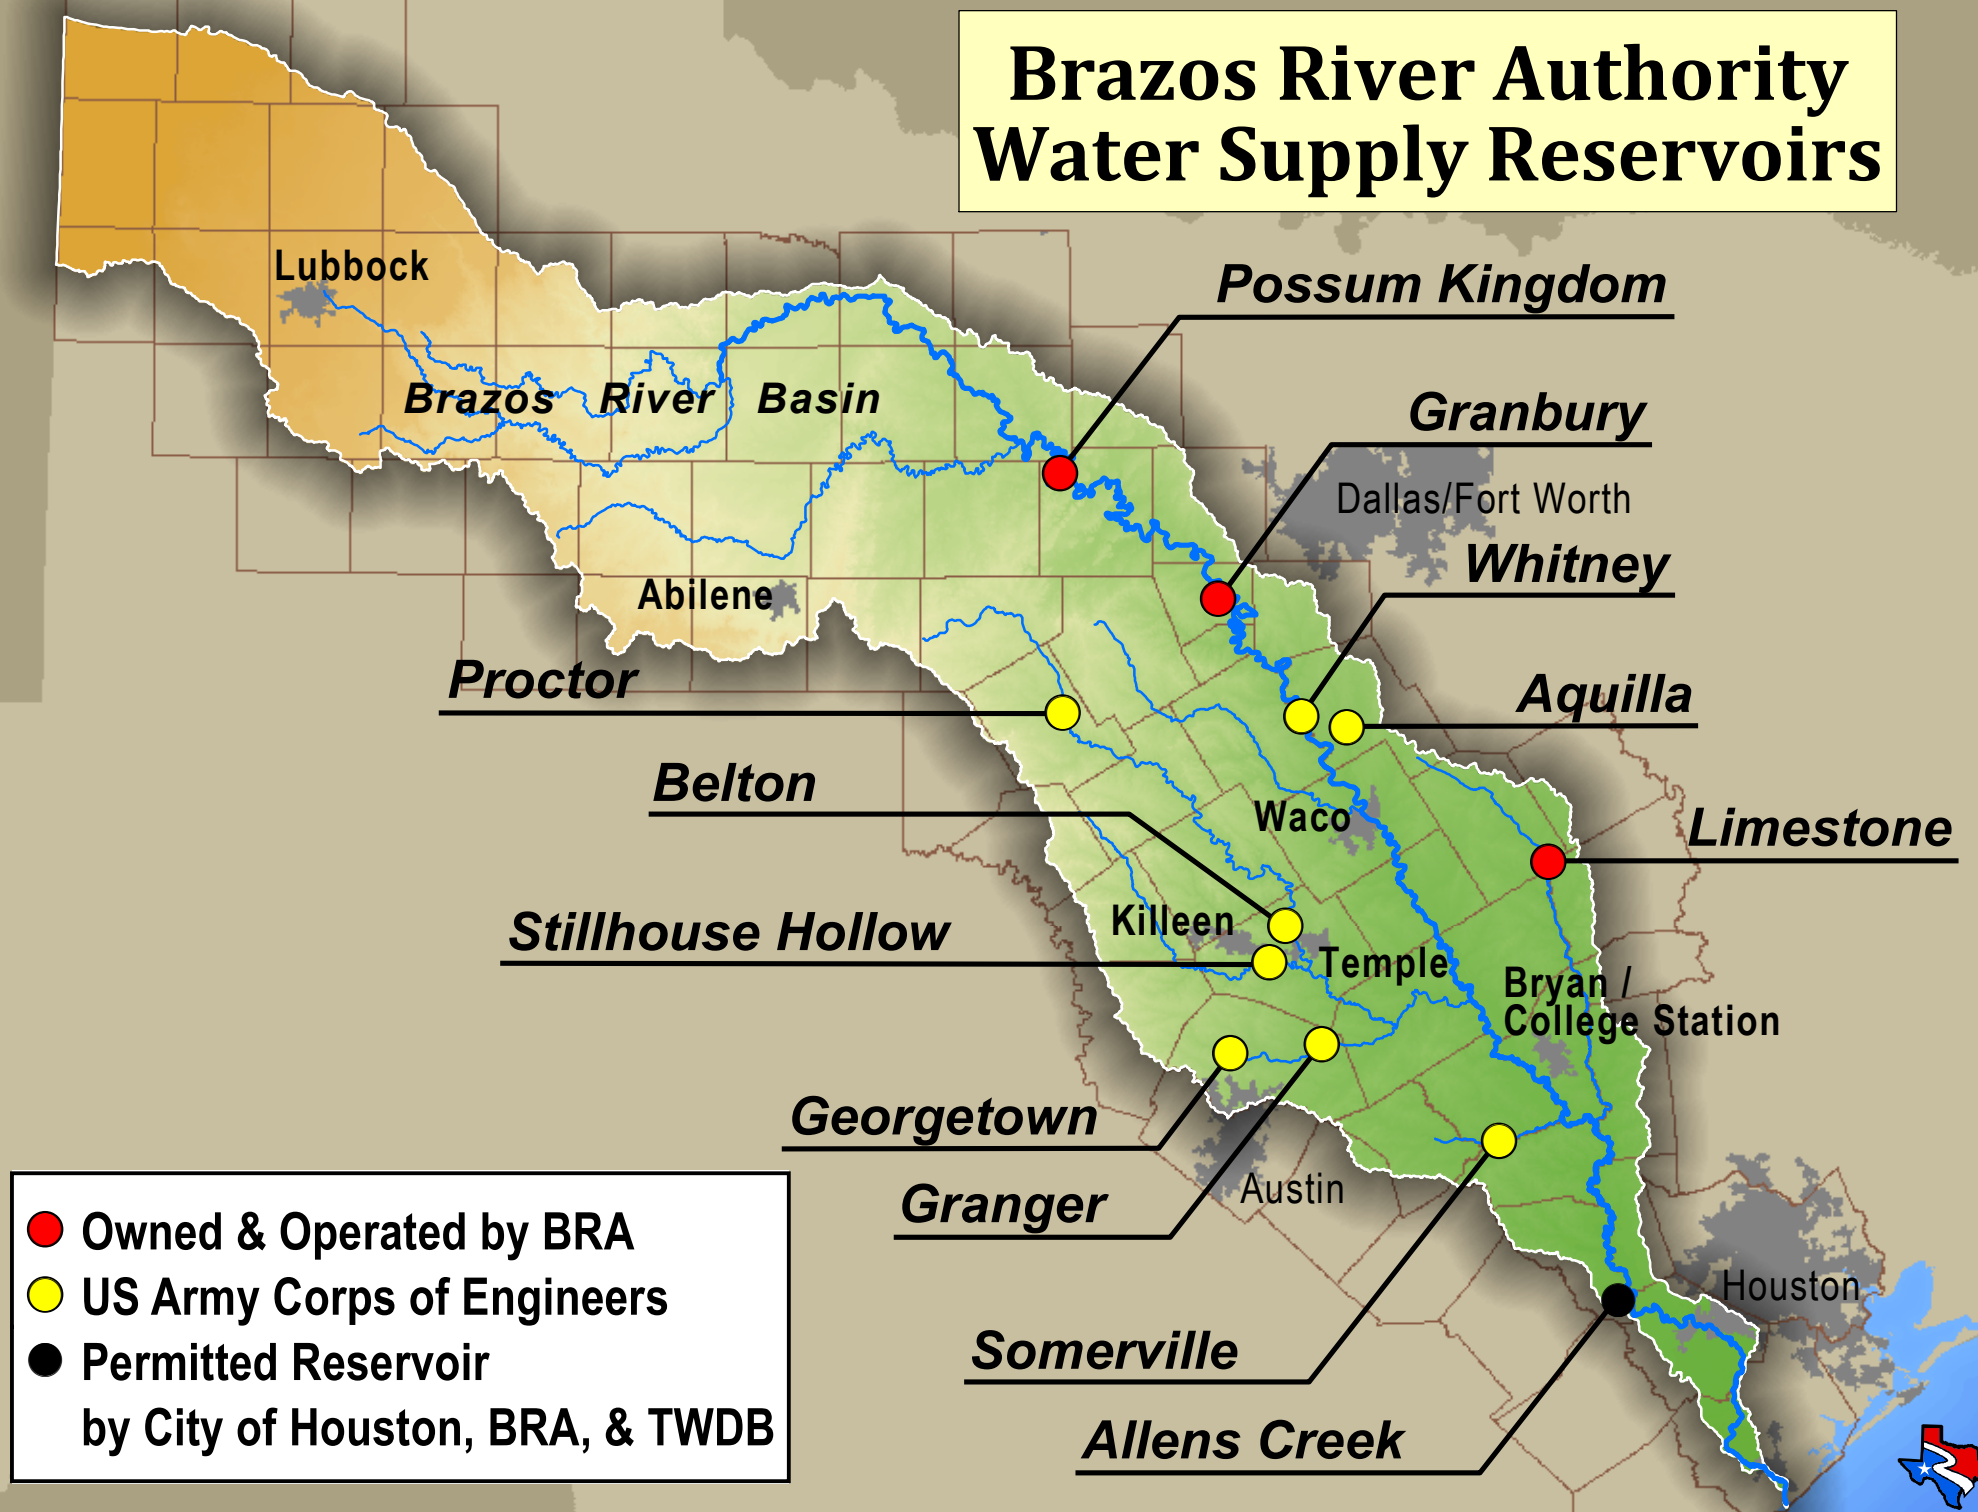 Brazos River Authority
Water Supply Reservoirs
Possum Kingdom
Lubbock
Brazos River Basin
Granbury
Dallas/Fort Worth
Whitney
Abilene
Proctor
Aquilla
Belton
Waco
Limestone
Killeen
Stillhouse Hollow
Temple
Bryan /
College Station
Georgetown
Granger
Austin
Houston
Somerville
Allens Creek
Owned & Operated by BRA
US Army Corps of Engineers
Permitted Reservoir
by City of Houston, BRA, & TWDB